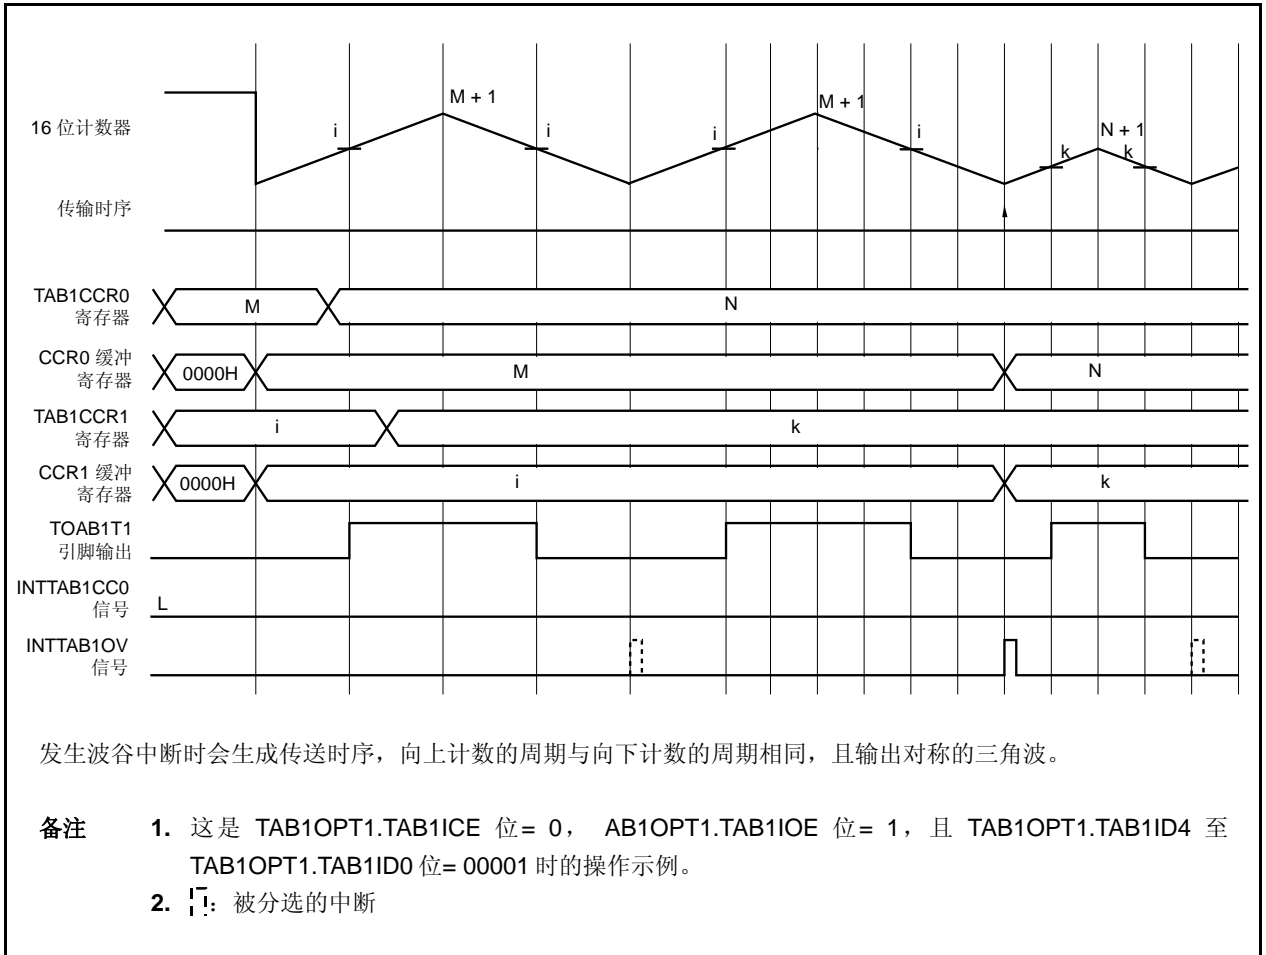 M + 1
M + 1
16 位计数器
i
i
i
i
N + 1
k
k
传输时序
TAB1CCR0
寄存器
M
N
CCR0 缓冲
寄存器
0000H
M
N
TAB1CCR1
寄存器
i
k
CCR1 缓冲
寄存器
0000H
i
k
TOAB1T1
引脚输出
INTTAB1CC0
信号
L
INTTAB1OV
信号
发生波谷中断时会生成传送时序，向上计数的周期与向下计数的周期相同，且输出对称的三角波。
备注 1. 这是 TAB1OPT1.TAB1ICE 位= 0， AB1OPT1.TAB1IOE 位= 1，且 TAB1OPT1.TAB1ID4 至
TAB1OPT1.TAB1ID0 位= 00001 时的操作示例。
2. ：被分选的中断